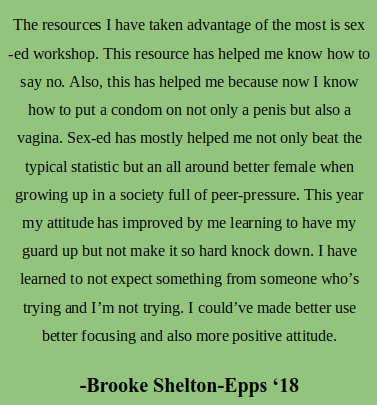 The resources I have taken advantage of the most is sex
-ed workshop. This resource has helped me know how to
say no. Also, this has helped me because now I know
how to put a condom on not only a penis but also a
vagina. Sex-ed has mostly helped me not only beat the
typical statistic but an all around better female when
growing up in a society full of peer-pressure. This year
my attitude has improved by me learning to have my
guard up but not make it so hard knock down. I have
learned to not expect something from someone who’s
trying and I’m not trying. I could’ve made better use
better focusing and also more positive attitude.
-Brooke Shelton-Epps ‘18